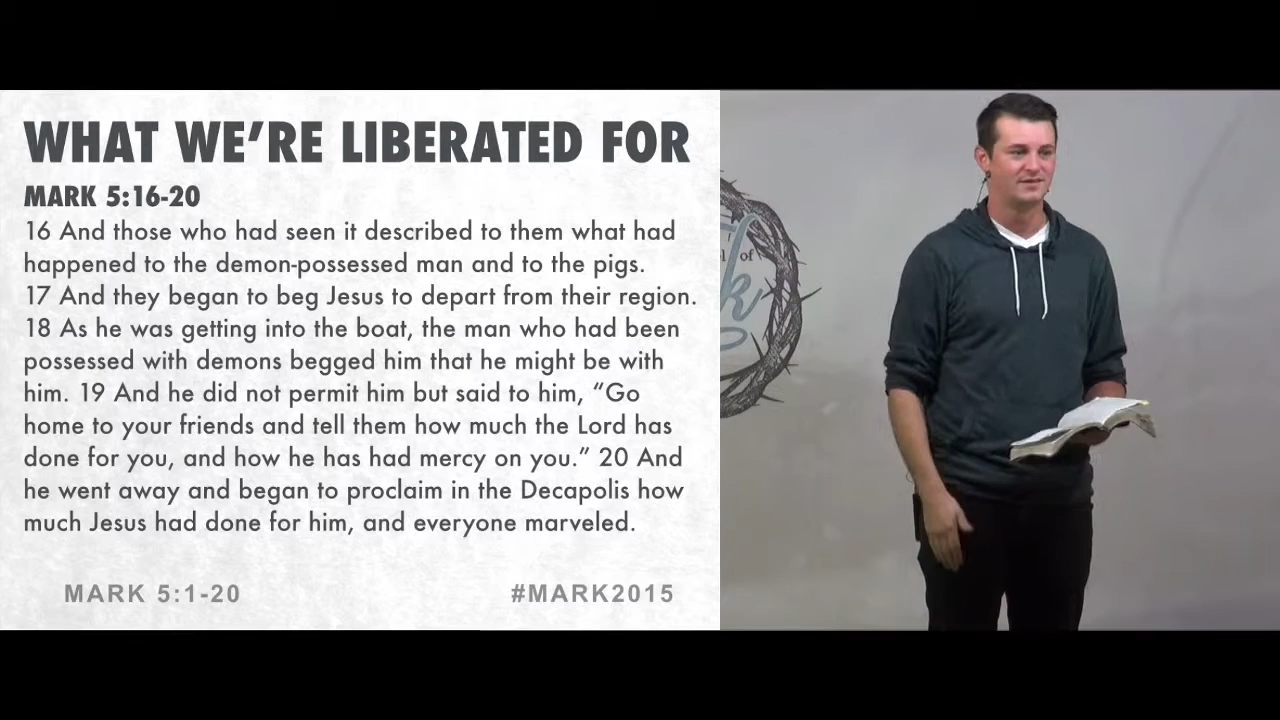 WHAT WE’RE LIBERATED FOR
MARK 5:16-20
16 And those who had seen it described to them what had
happened to the demon-possessed man and to the pigs.
17 And they began to beg Jesus to depart from their region.
18 As he was getting into the boat, the man who had been
possessed with demons begged him that he might be with
him. 19 And he did not permit him but said to him, “Go
home to your friends and tell them how much the Lord has
done for you, and how he has had mercy on you.” 20 And
he went away and began to proclaim in the Decapolis how
much Jesus had done for him, and everyone marveled.
MARK 5:1-20 #MARK2015
of